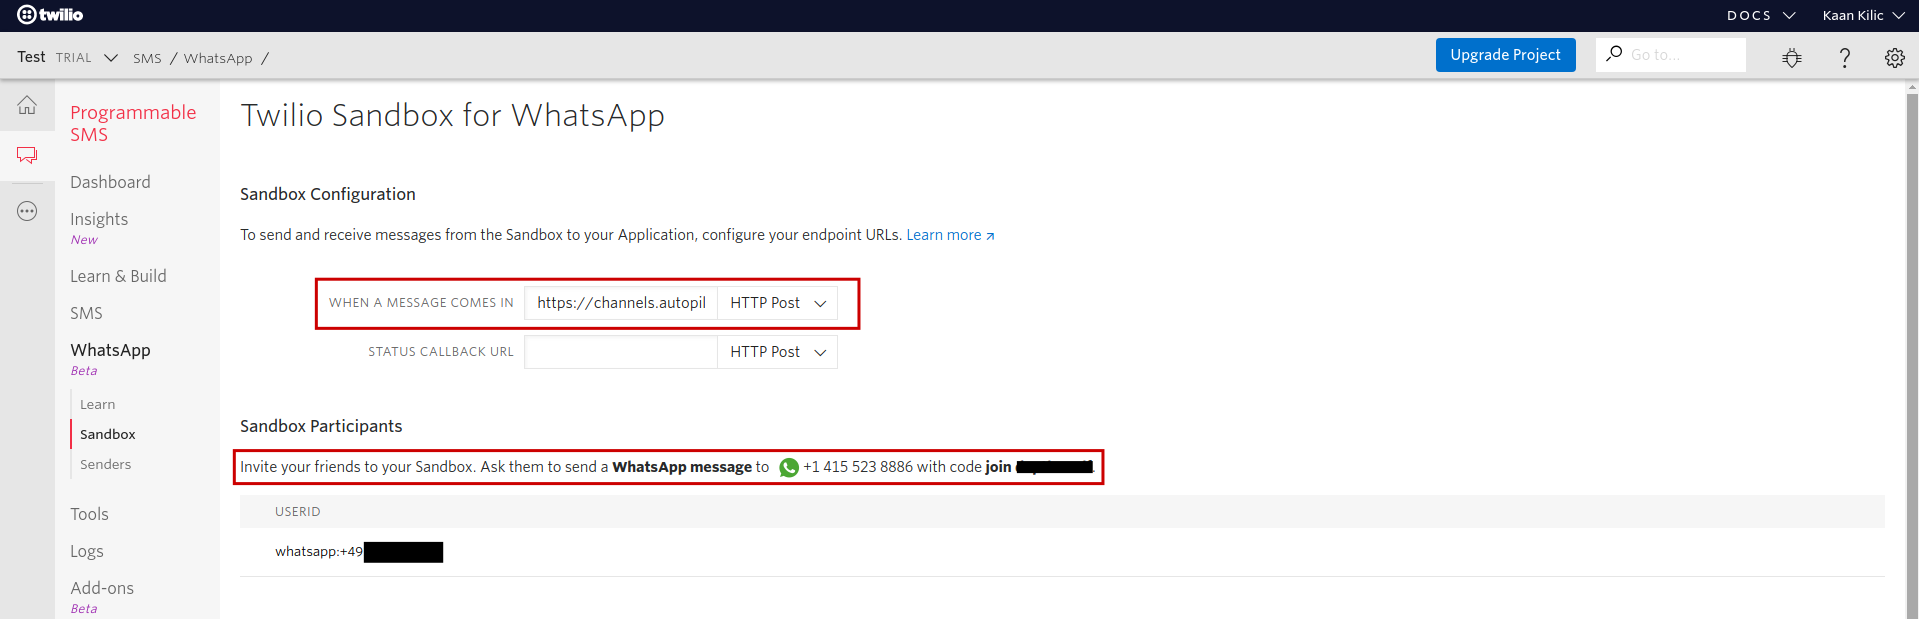 twilio
DOCS Kaan Kilic
Test TRIAL SMS / WhatsApp /
Upgrade Project Go to... ?
Programmable SMS
Dashboard
Insights
New
Learn & Build
SMS
WhatsApp
Beta
Learn
Sandbox
Senders
Tools
Logs
Add-ons
Beta
Twilio Sandbox for WhatsApp
Sandbox Configuration
To send and receive messages from the Sandbox to your Application, configure your endpoint URLs. Learn more
WHEN A MESSAGE COMES IN https://channels.autopil HTTP Post
STATUS CALLBACK URL HTTP Post
Sandbox Participants
Invite your friends to your Sandbox. Ask them to send a WhatsApp message to +1 415 523 8886 with code join
USERID
whatsapp:+49